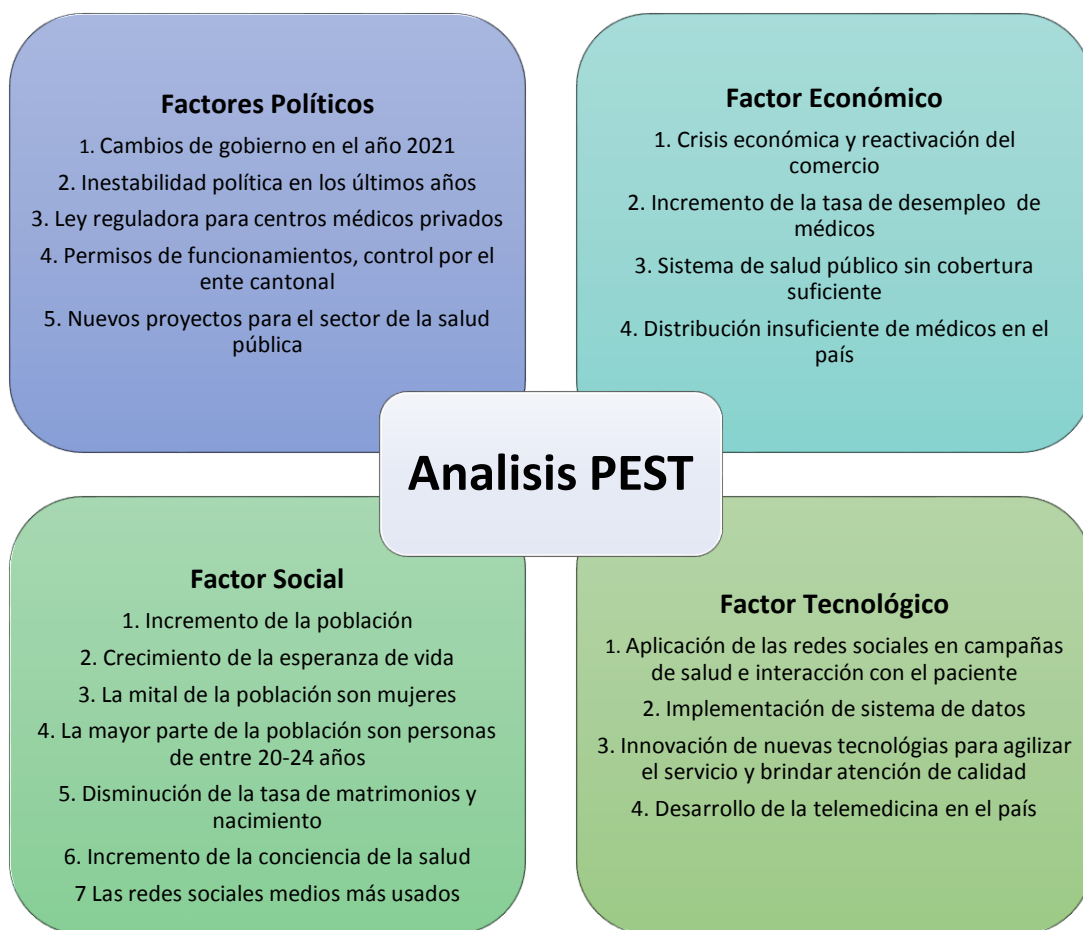 Factores Políticos
1. Cambios de gobierno en el año 2021
2. Inestabilidad política en los últimos años
3. Ley reguladora para centros médicos privados
4. Permisos de funcionamientos, control por el
ente cantonal
5. Nuevos proyectos para el sector de la salud
pública
Factor Económico
1. Crisis económica y reactivación del
comercio
2. Incremento de la tasa de desempleo de
médicos
3. Sistema de salud público sin cobertura
suficiente
4. Distribución insuficiente de médicos en el
país
Analisis PEST
Factor Social
1. Incremento de la población
2. Crecimiento de la esperanza de vida
3. La mital de la población son mujeres
4. La mayor parte de la población son personas
de entre 20-24 años
5. Disminución de la tasa de matrimonios y
nacimiento
6. Incremento de la conciencia de la salud
7 Las redes sociales medios más usados
Factor Tecnológico
1. Aplicación de las redes sociales en campañas
de salud e interacción con el paciente
2. Implementación de sistema de datos
3. Innovación de nuevas tecnológias para agilizar
el servicio y brindar atención de calidad
4. Desarrollo de la telemedicina en el país